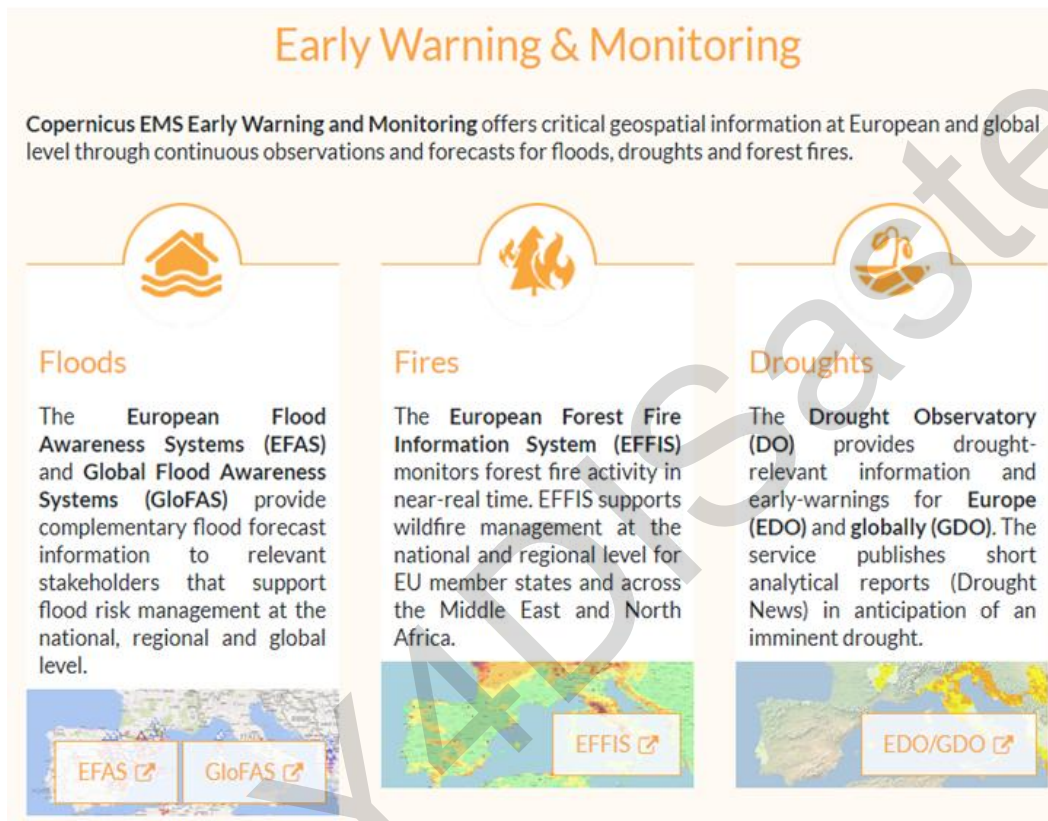 Early Warning & Monitoring
Copernicus EMS Early Warning and Monitoring offers critical geospatial information at European and global
level through continuous observations and forecasts for floods, droughts and forest fires.
Floods
The European Flood
Awareness Systems (EFAS)
and Global Flood Awareness
Systems (GloFAS) provide
complementary flood forecast
information to relevant
stakeholders that support
flood risk management at the
national, regional and global
level.
EFAS
GloFAS
Fires
The European Forest Fire
Information System (EFFIS)
monitors forest fire activity in
near-real time. EFFIS supports
wildfire management at the
national and regional level for
EU member states and across
the Middle East and North
Africa.
EFFIS
Droughts
The Drought Observatory
(DO) provides drought-
relevant information and
early-warnings for Europe
(EDO) and globally (GDO). The
service publishes short
analytical reports (Drought
News) in anticipation of an
imminent drought.
EDO/GDO
Y4DIsaste